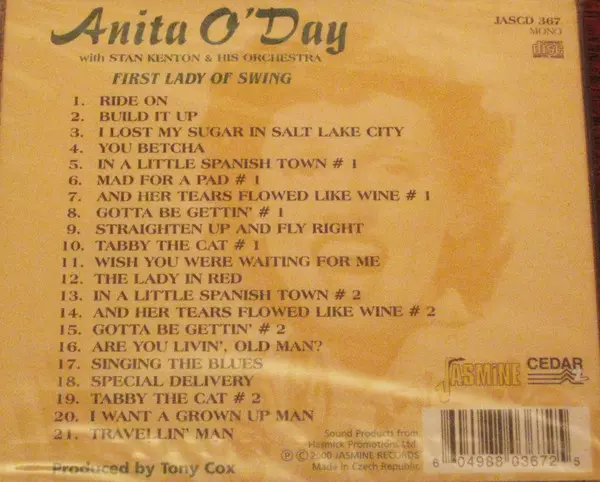 Anita O'Day
JASCD 367
MONO
with STAN KENTON & HIS ORCHESTRA
FIRST LADY OF SWING
1. RIDE ON
2. BUILD IT UP
3. I LOST MY SUGAR IN SALT LAKE CITY
4. YOU BETCHA
5. IN A LITTLE SPANISH TOWN # 1
6. MAD FOR A PAD # 1
7. AND HER TEARS FLOWED LIKE WINE # 1
8. GOTTA BE GETTIN' # 1
9. STRAIGHTEN UP AND FLY RIGHT
10. TABBY THE CAT # 1
11. WISH YOU WERE WAITING FOR ME
12. THE LADY IN RED
13. IN A LITTLE SPANISH TOWN # 2
14. AND HER TEARS FLOWED LIKE WINE # 2
15. GOTTA BE GETTIN' # 2
16. ARE YOU LIVIN', OLD MAN?
17. SINGING THE BLUES
18. SPECIAL DELIVERY
19. TABBY THE CAT # 2
20. I WANT A GROWN UP MAN
21. TRAVELLIN' MAN
JASMINE
CEDAR
Sound Products from
Promotions Ltd.
℗ © 2000 JASMINE RECORDS
Made in Czech Republic
Produced by Tony Cox
6 04988 03672 5